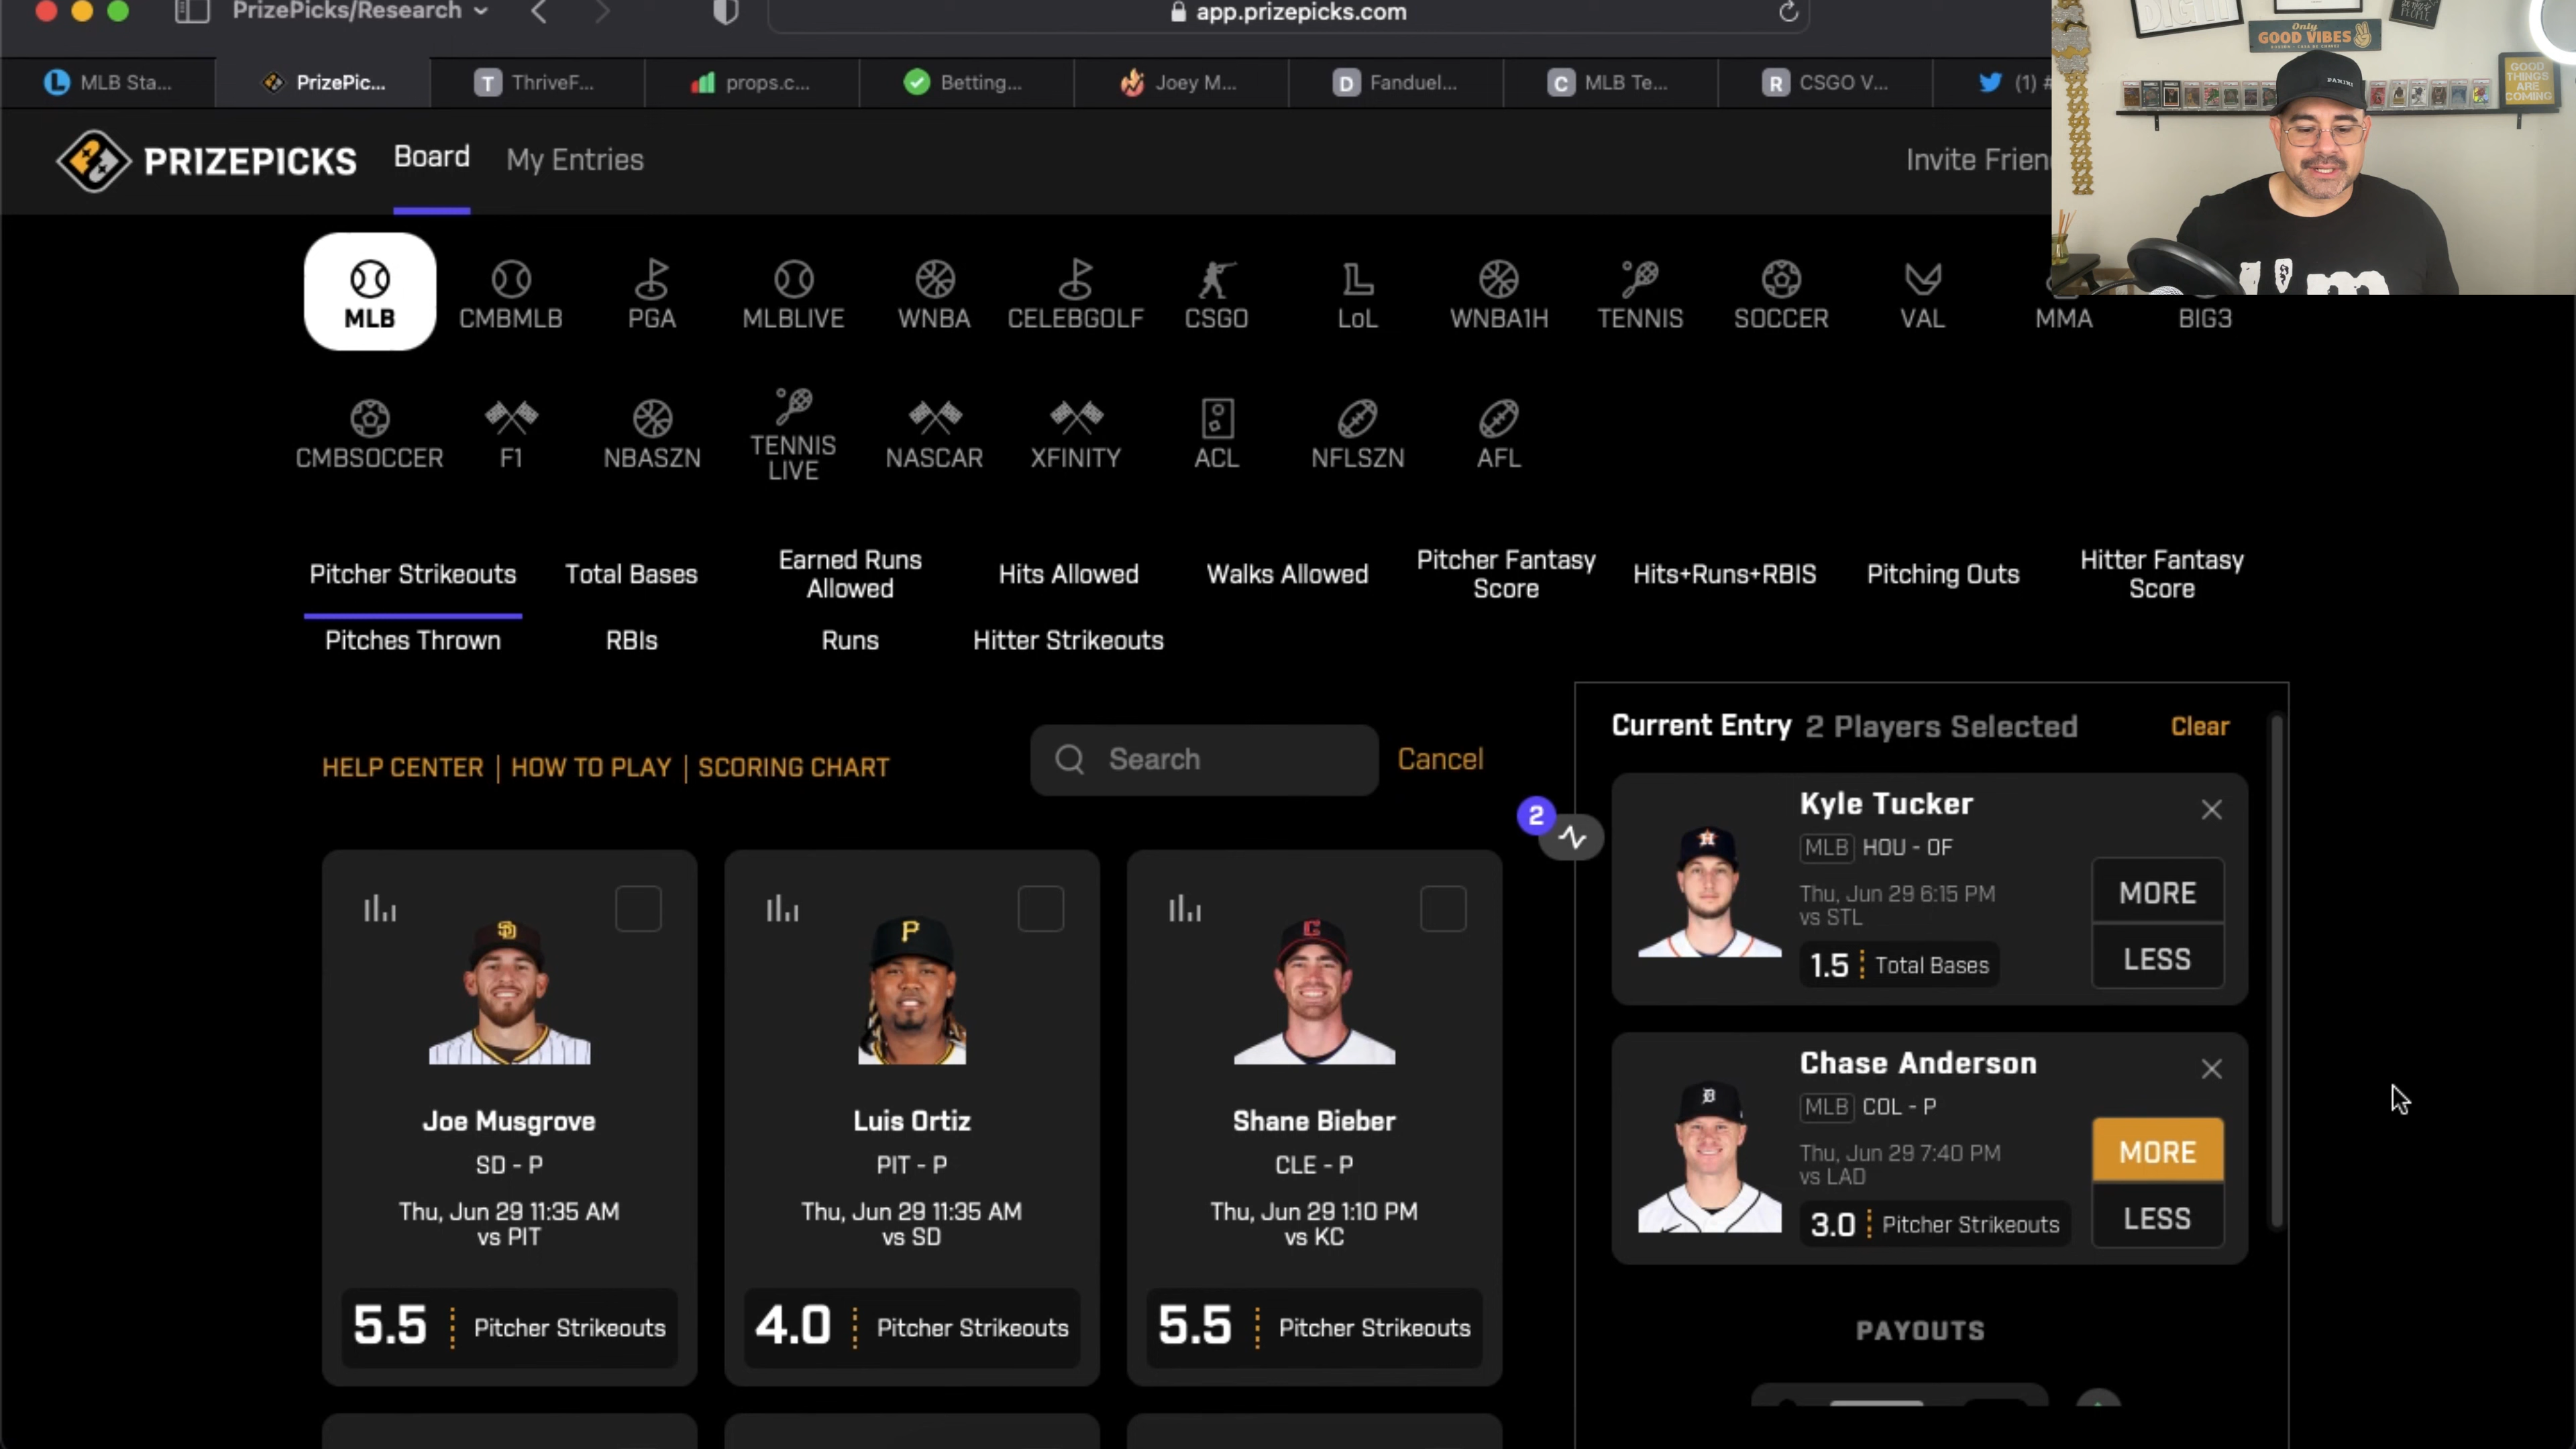 PrizePicks/Research
app.prizepicks.com
MLB Sta...
PrizePic...
T ThriveF...
props.c...
Betting...
Joey M...
D Fanduel...
C MLB Te...
R CSGO V...
(1) #
Only
GOOD VIBES
GOOD
THINGS
ARE
COMING
PANINI
I'm
PRIZEPICKS
Board
My Entries
MLB
CMBMLB
PGA
MLBLIVE
WNBA
CELEBGOLF
CSGO
LoL
WNBA1H
TENNIS
SOCCER
VAL
MMA
BIG3
CMBSOCCER
F1
NBASZN
TENNIS
LIVE
NASCAR
XFINITY
ACL
NFLSZN
AFL
Pitcher Strikeouts
Total Bases
Earned Runs
Allowed
Hits Allowed
Walks Allowed
Pitcher Fantasy
Score
Hits+Runs+RBIS
Pitching Outs
Hitter Fantasy
Score
Pitches Thrown
RBIs
Runs
Hitter Strikeouts
HELP CENTER | HOW TO PLAY | SCORING CHART
Search
Cancel
Joe Musgrove
SD - P
Thu, Jun 29 11:35 AM
vs PIT
5.5 Pitcher Strikeouts
Luis Ortiz
PIT - P
Thu, Jun 29 11:35 AM
vs SD
4.0 Pitcher Strikeouts
Shane Bieber
CLE - P
Thu, Jun 29 1:10 PM
vs KC
5.5 Pitcher Strikeouts
2
Current Entry 2 Players Selected
Clear
Kyle Tucker
MLB HOU - OF
Thu, Jun 29 6:15 PM
vs STL
1.5 Total Bases
MORE
LESS
Chase Anderson
MLB COL - P
Thu, Jun 29 7:40 PM
vs LAD
3.0 Pitcher Strikeouts
MORE
LESS
PAYOUTS